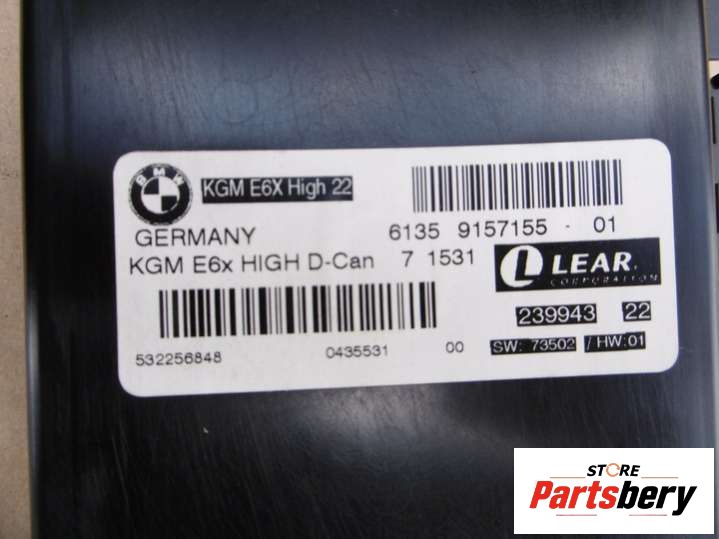 BMW
KGM E6X High 22
GERMANY
6135 9157155 - 01
KGM E6x HIGH D-Can 7 1531
LEAR.
CORPORATION
239943 22
532256848 0435531 00
SW: 73502 / HW:01
STORE
Partsbery